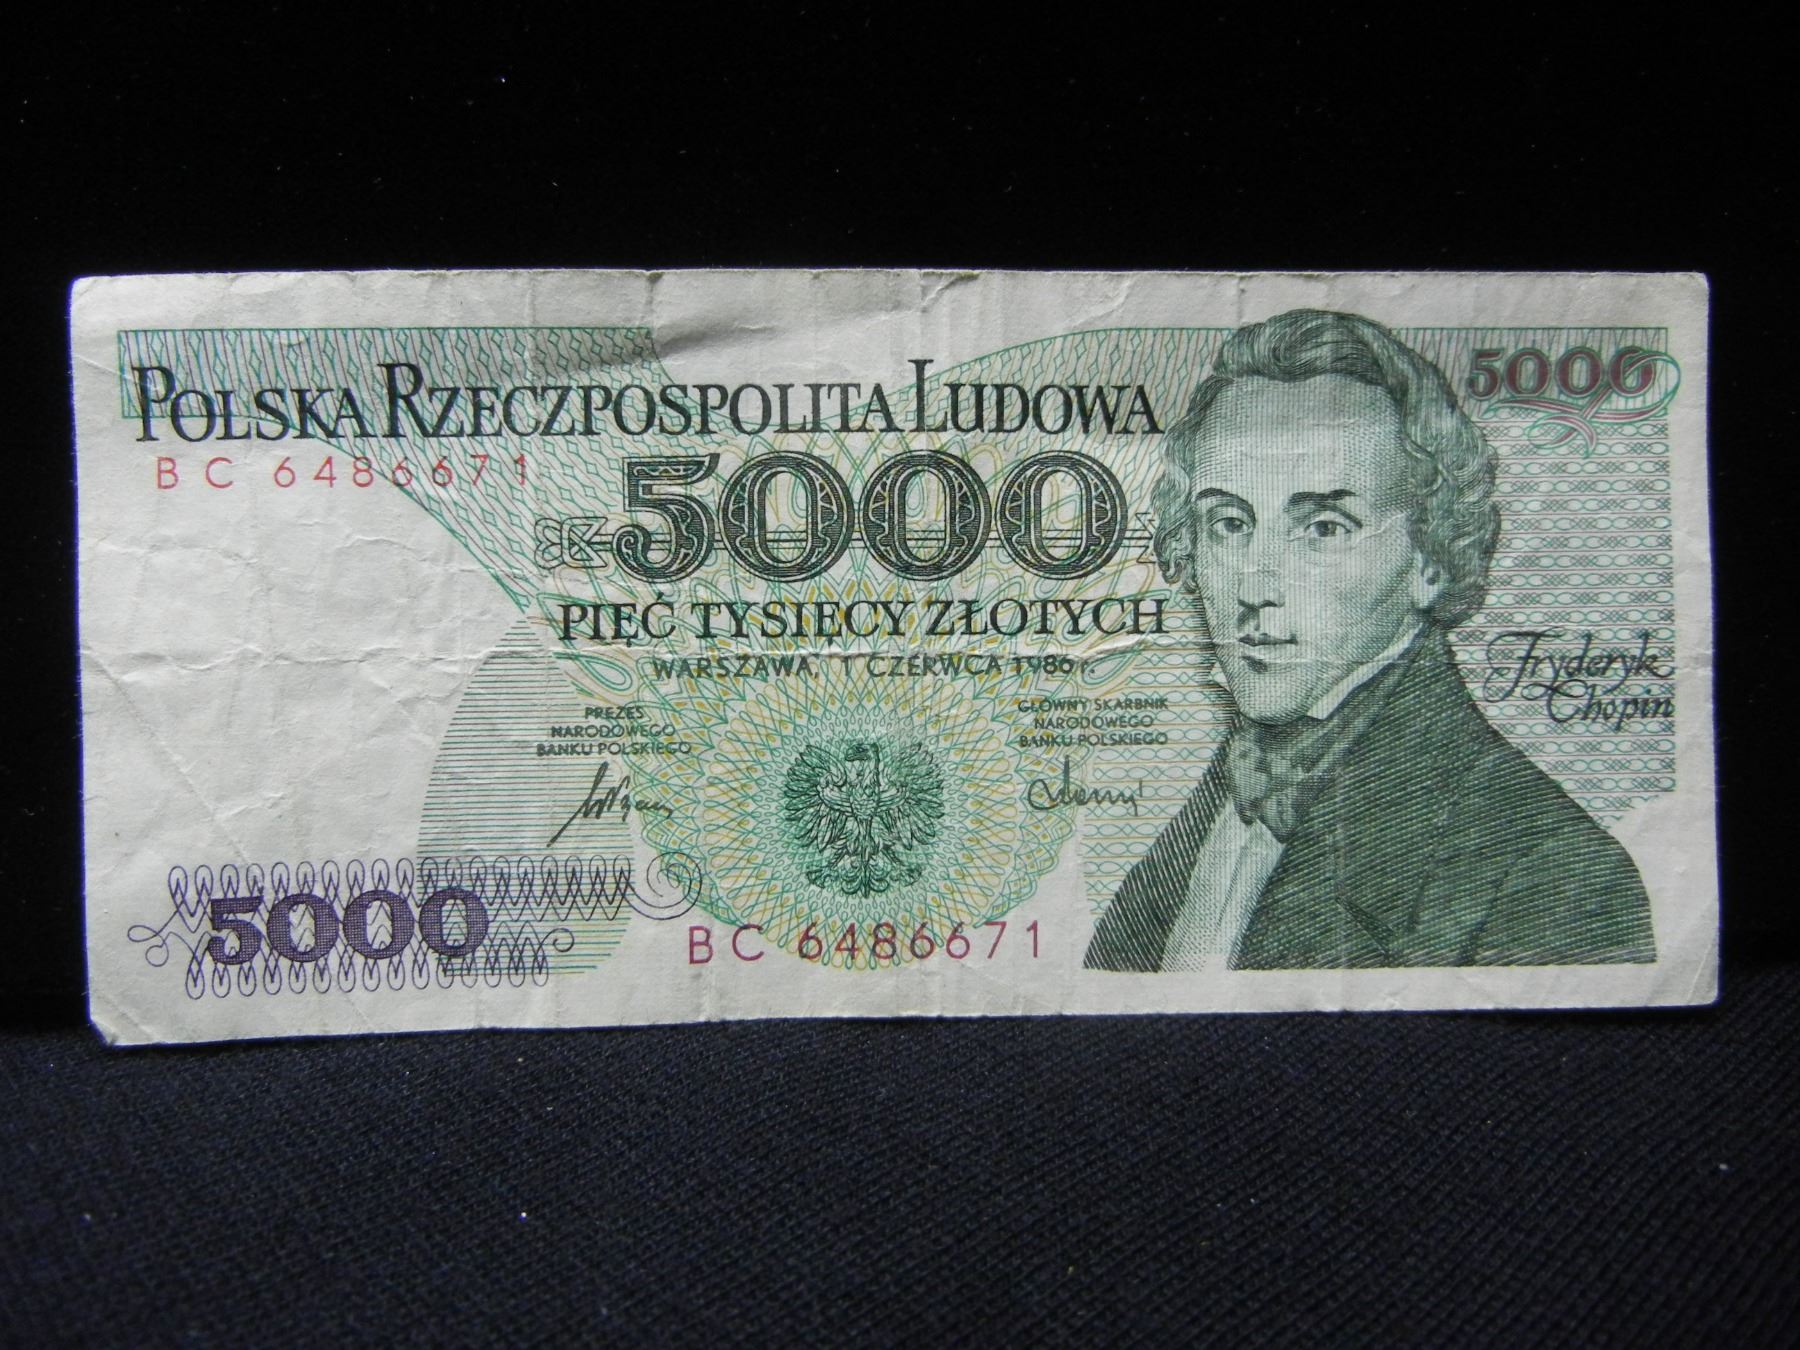 POLSKA RZECZPOSPOLITA LUDOWA
5000
BC 6486671
5000
PIĘĆ TYSIĘCY ZŁOTYCH
WARSZAWA, 1 CZERWCA 1986 r.
Fryderyk
Chopin
PREZES
NARODOWEGO
BANKU POLSKIEGO
GŁÓWNY SKARBNIK
NARODOWEGO
BANKU POLSKIEGO
5000
BC 6486671